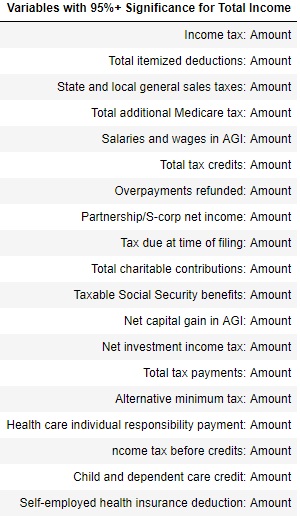 Variables with 95%+ Significance for Total Income
Income tax: Amount
Total itemized deductions: Amount
State and local general sales taxes: Amount
Total additional Medicare tax: Amount
Salaries and wages in AGI: Amount
Total tax credits: Amount
Overpayments refunded: Amount
Partnership/S-corp net income: Amount
Tax due at time of filing: Amount
Total charitable contributions: Amount
Taxable Social Security benefits: Amount
Net capital gain in AGI: Amount
Net investment income tax: Amount
Total tax payments: Amount
Alternative minimum tax: Amount
Health care individual responsibility payment: Amount
ncome tax before credits: Amount
Child and dependent care credit: Amount
Self-employed health insurance deduction: Amount